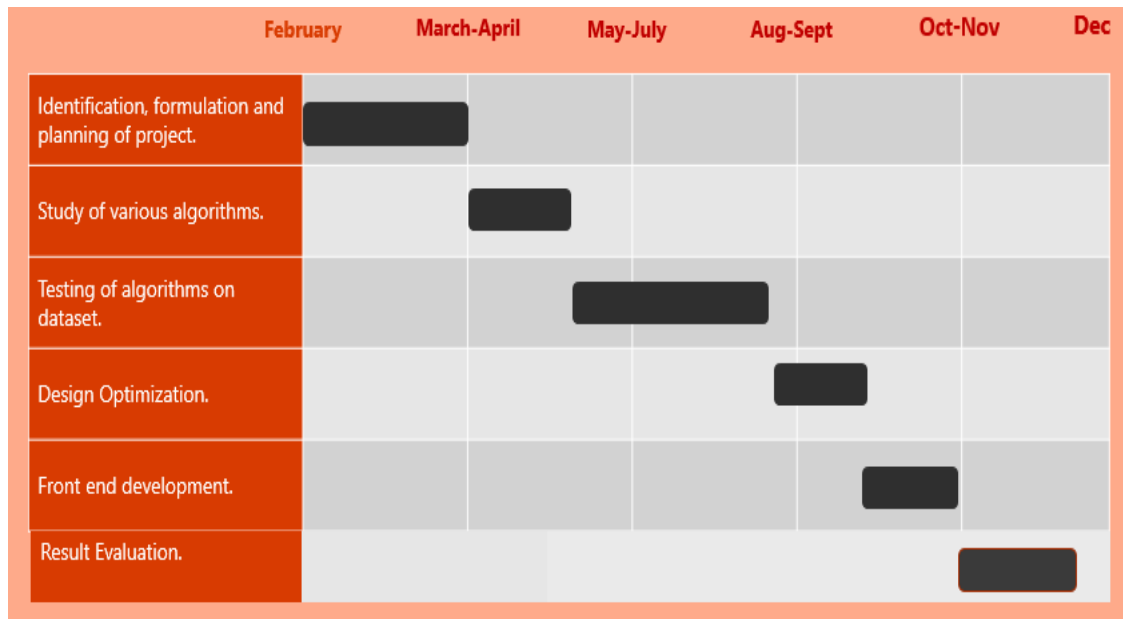 February March-April May-July Aug-Sept Oct-Nov Dec
Identification, formulation and
planning of project.
Study of various algorithms.
Testing of algorithms on
dataset.
Design Optimization.
Front end development.
Result Evaluation.